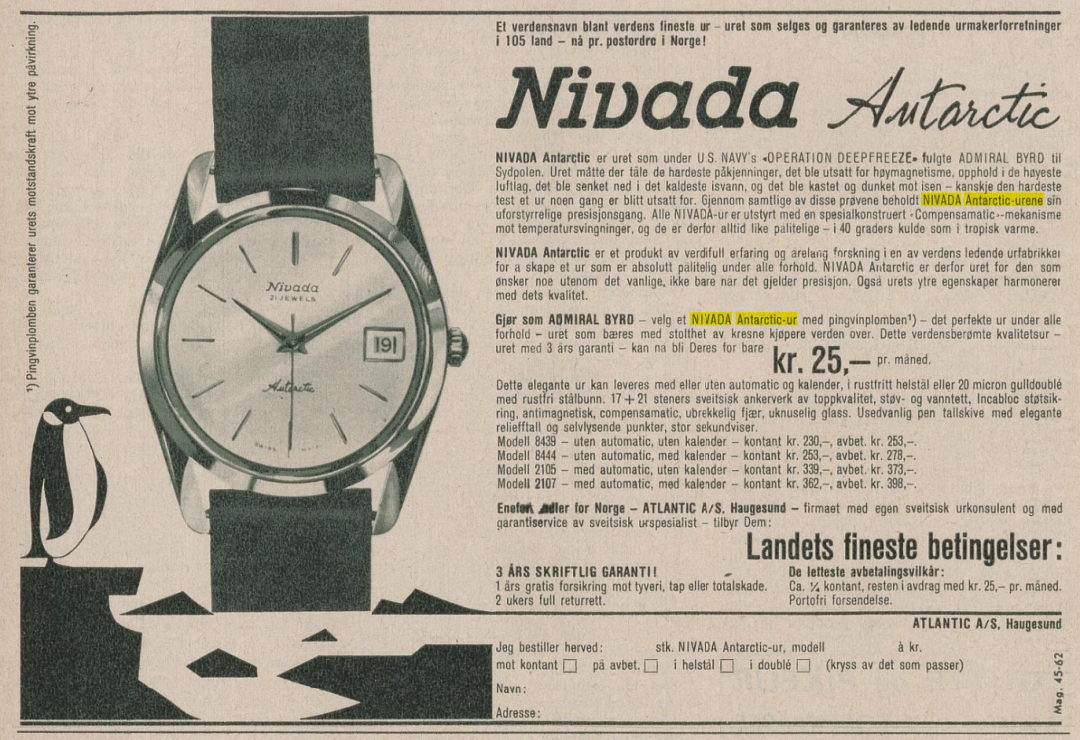 Et verdensnavn blant verdens fineste ur – uret som selges og garanteres av ledende urmakerforretninger
i 105 land – nå pr. postordre i Norge!
Nivada Antarctic
NIVADA Antarctic er uret som under U.S. NAVY's «OPERATION DEEPFREEZE» fulgte ADMIRAL BYRD til
Sydpolen. Uret måtte der tåle de hardeste påkjenninger, det ble utsatt for høymagnetisme, opphold i de høyeste
luftlag, det ble senket ned i det kaldeste isvann, og det ble kastet og dunket mot isen – kanskje den hardeste
test et ur noen gang er blitt utsatt for. Gjennom samtlige av disse prøvene beholdt NIVADA Antarctic-urene sin
uforstyrrelige presisjonsgang. Alle NIVADA-ur er utstyrt med en spesialkonstruert «Compensamatic»-mekanisme
mot temperatursvingninger, og de er derfor alltid like pålitelige – i 40 graders kulde som i tropisk varme.
NIVADA Antarctic er et produkt av verdifull erfaring og årelang forskning i en av verdens ledende urfabrikker
for å skape et ur som er absolutt pålitelig under alle forhold. NIVADA Antarctic er derfor uret for den som
ønsker noe utenom det vanlige, ikke bare når det gjelder presisjon. Også urets ytre egenskaper harmonerer
med dets kvalitet.
Gjør som ADMIRAL BYRD – velg et NIVADA Antarctic-ur med pingvinplomben¹) – det perfekte ur under alle
forhold – uret som bæres med stolthet av kresne kjøpere verden over. Dette verdensberømte kvalitetsur –
uret med 3 års garanti – kan nå bli Deres for bare kr. 25,– pr. måned.
Dette elegante ur kan leveres med eller uten automatic og kalender, i rustfritt helstål eller 20 micron gulldoublé
med rustfri stålbunn. 17 + 21 steners sveitsisk ankerverk av toppkvalitet, støv- og vanntett, Incabloc støtsik-
ring, antimagnetisk, compensamatic, ubrekkelig fjær, uknuselig glass. Usedvanlig pen tallskive med elegante
relieftall og selvlysende punkter, stor sekundviser.
Modell 8439 – uten automatic, uten kalender – kontant kr. 230,–, avbet. kr. 253,–.
Modell 8444 – uten automatic, med kalender – kontant kr. 253,–, avbet. kr. 278,–.
Modell 2105 – med automatic, uten kalender – kontant kr. 339,–, avbet. kr. 373,–.
Modell 2107 – med automatic, med kalender – kontant kr. 362,–, avbet. kr. 398,–.
for Norge – ATLANTIC A/S, Haugesund – firmaet med egen sveitsisk urkonsulent og med
garantiservice av sveitsisk urspesialist – tilbyr Dem:
Landets fineste betingelser:
3 ÅRS SKRIFTLIG GARANTI!
1 års gratis forsikring mot tyveri, tap eller totalskade.
2 ukers full returrett.
De letteste avbetalingsvilkår:
Ca. ¼ kontant, resten i avdrag med kr. 25,– pr. måned.
Portofri forsendelse.
ATLANTIC A/S, Haugesund
Jeg bestiller herved: stk. NIVADA Antarctic-ur, modell à kr.
mot kontant □ på avbet. □ i helstål □ i doublé □ (kryss av det som passer)
Navn:
Adresse:
Mag. 45-62
¹) Pingvinplomben garanterer urets motstandskraft mot ytre påvirkning.
Nivada
21 JEWELS
Antarctic
19